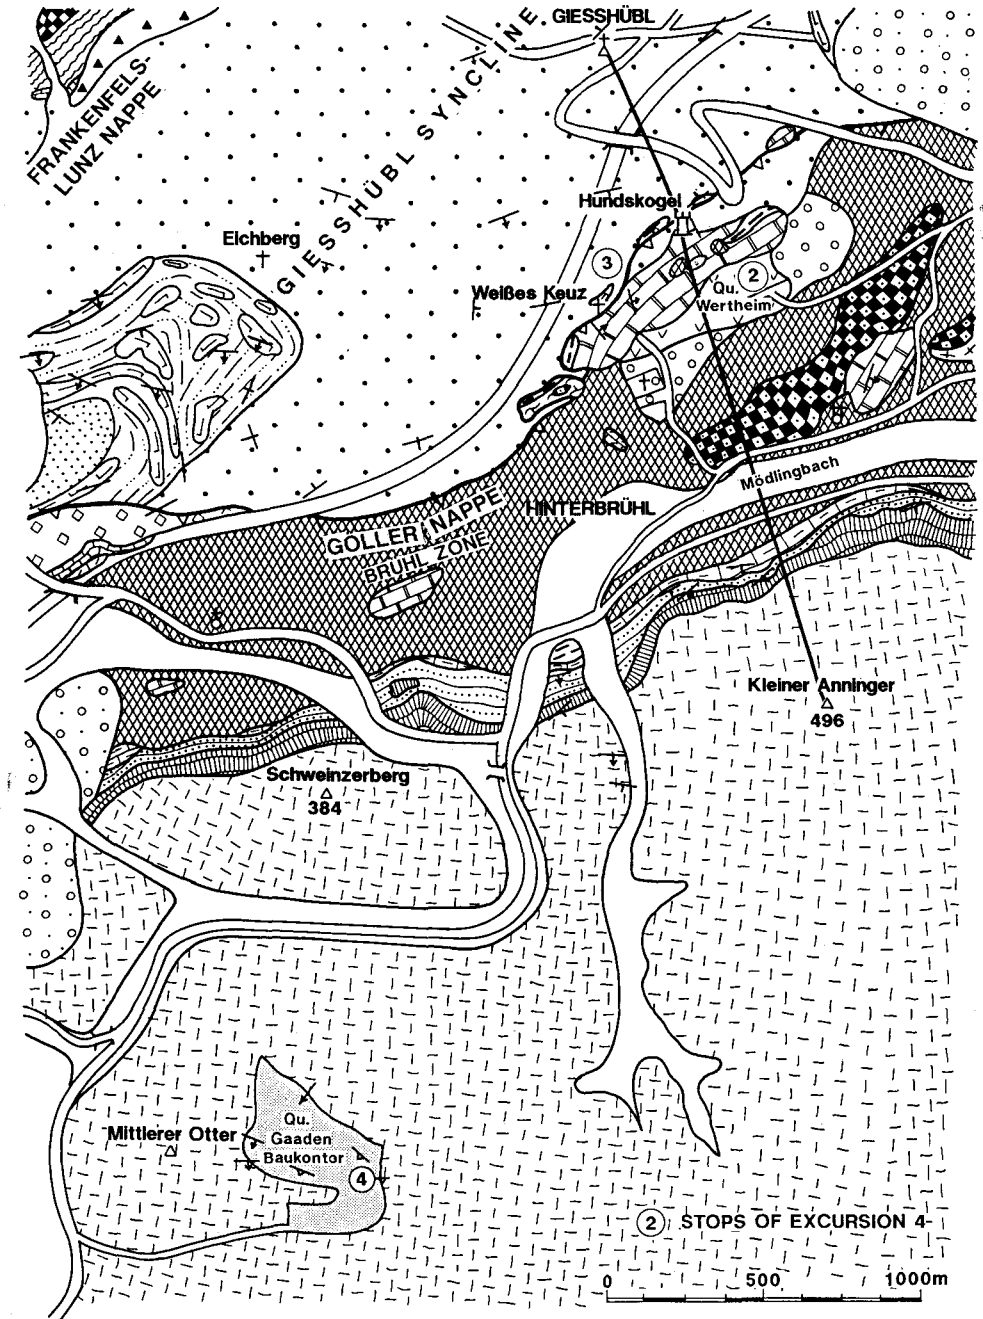 GIESSHÜBL
FRANKENFELS-
LUNZ NAPPE
GIESSHÜBL SYNCLINE
Hundskogel
Eichberg
3
2
Qu.
Wertheim
Weißes Keuz
Mödlingbach
GÖLLER NAPPE
BRÜHL ZONE
HINTERBRÜHL
Kleiner Anninger
496
Schweinzerberg
384
Mittlerer Otter
Qu.
Gaaden
Baukontor
4
2 STOPS OF EXCURSION 4
0 500 1000m